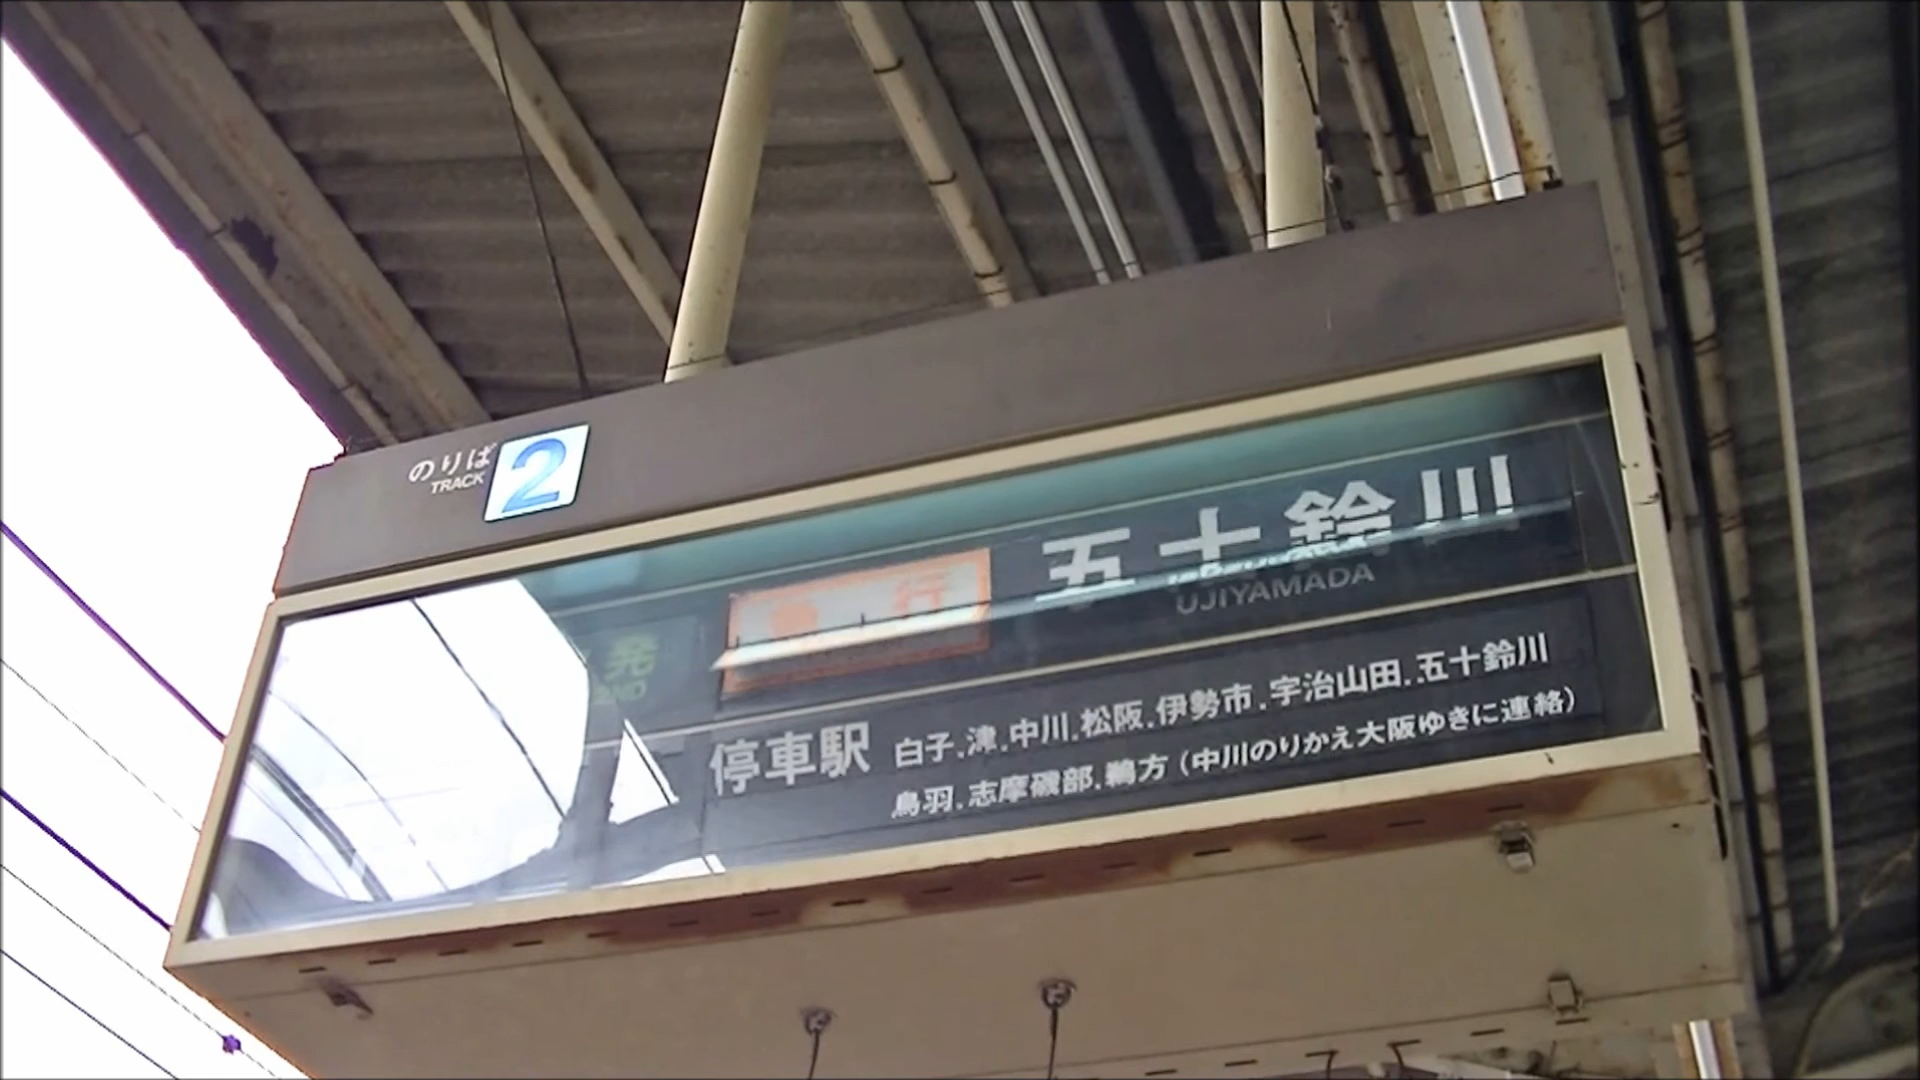 のりば
TRACK
2
発
行
五十鈴川
UJIYAMADA
停車駅 白子.津.中川.松阪.伊勢市.宇治山田.五十鈴川
鳥羽.志摩磯部.鵜方（中川のりかえ大阪ゆきに連絡）